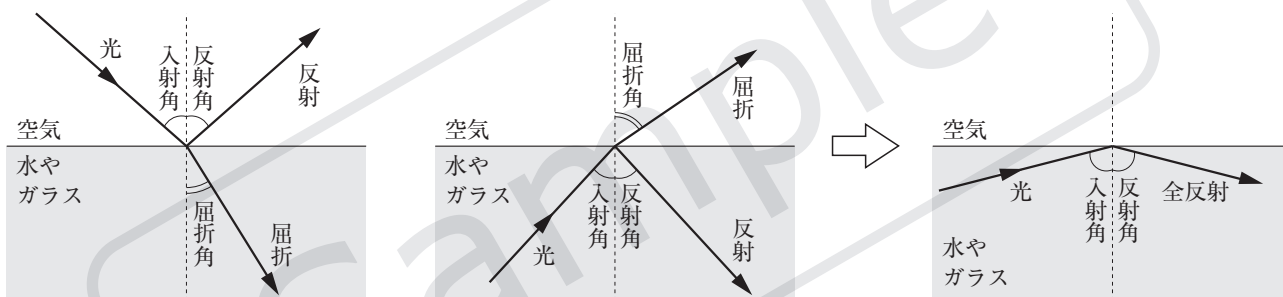 光
入射角
反射角
反射
空気
水や
ガラス
屈折角
屈折
屈折角
屈折
空気
水や
ガラス
光
入射角
反射角
反射
空気
光
入射角
反射角
全反射
水や
ガラス
Sample